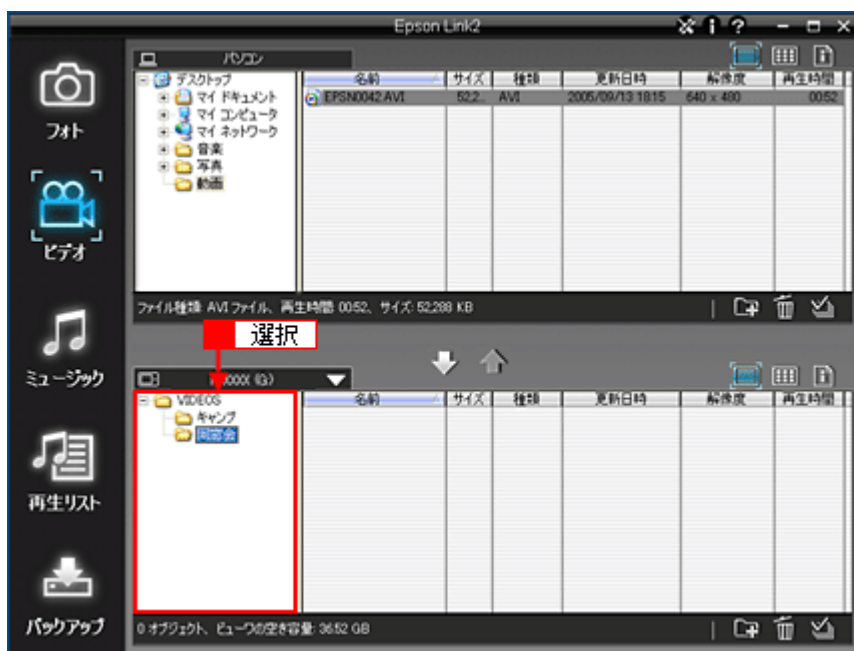 Epson Link2
フォト
ビデオ
ミュージック
再生リスト
バックアップ
パソコン
デスクトップ
マイ ドキュメント
マイ コンピュータ
マイ ネットワーク
音楽
写真
動画
名前 サイズ 種類 更新日時 解像度 再生時間
EPSN0042.AVI 52,2... AVI 2005/09/13 18:15 640 x 480 00:52
ファイル種類: AVI ファイル、再生時間: 00:52、サイズ: 52,288 KB
選択
(G:)
VIDEOS
キャンプ
同窓会
名前 サイズ 種類 更新日時 解像度 再生時間
0 オブジェクト、ビューワの空き容量: 36.52 GB